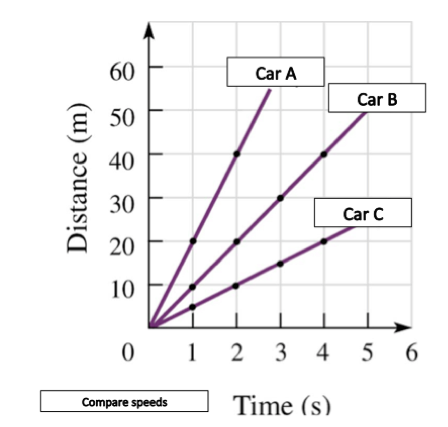 60
Car A
50
Car B
40
30
Car C
20
10
Distance (m)
0 1 2 3 4 5 6
Compare speeds
Time (s)